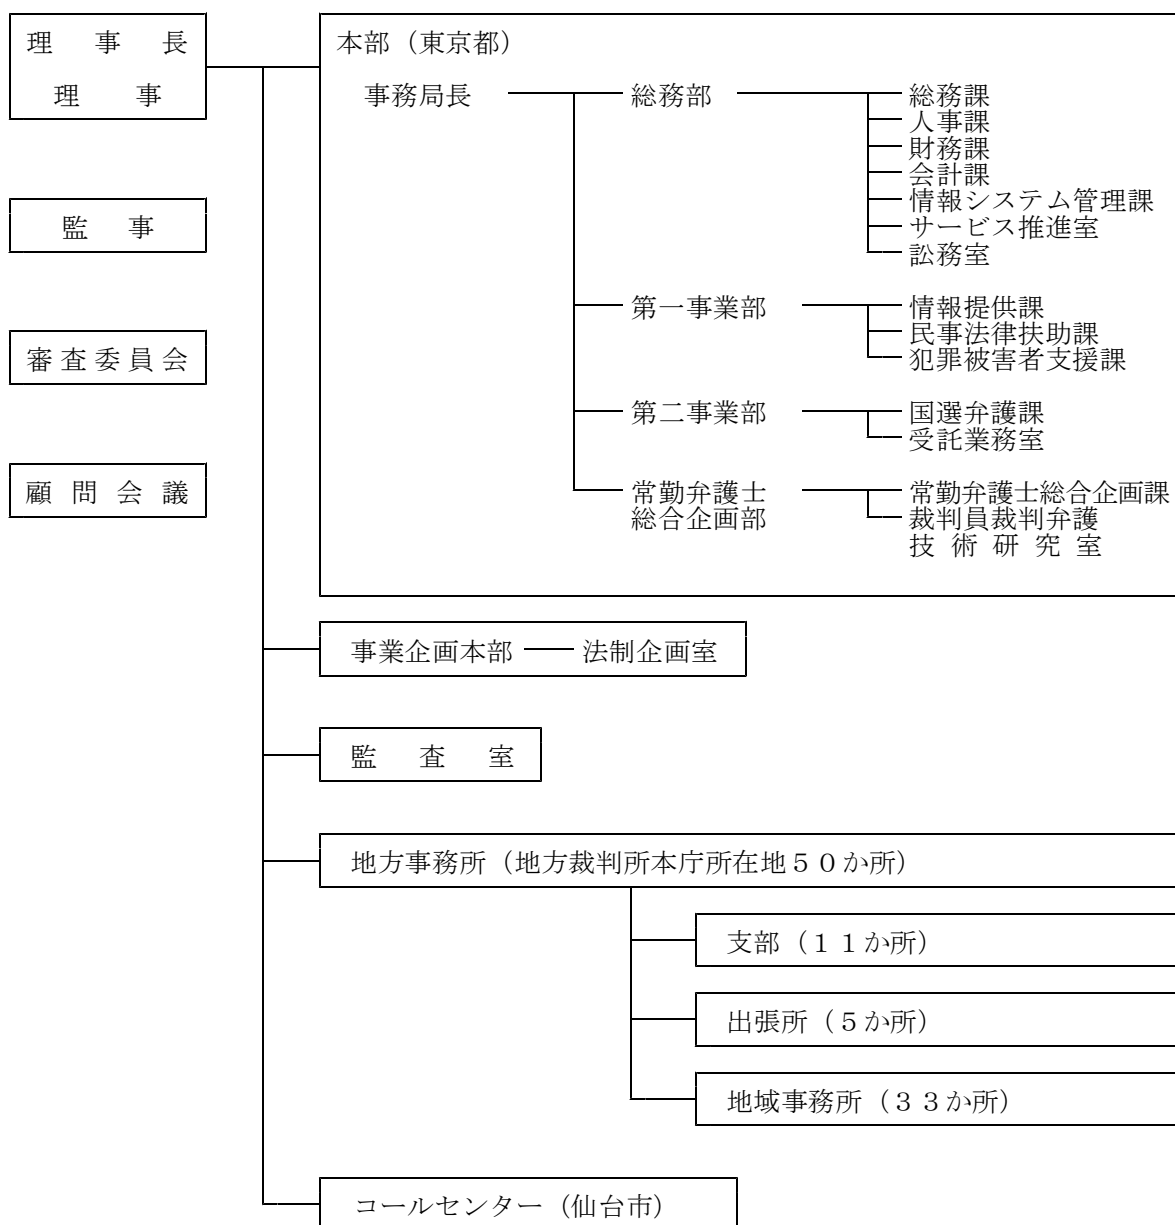 理事長
理事
監事
審査委員会
顧問会議
本部（東京都）
事務局長
総務部
総務課
人事課
財務課
会計課
情報システム管理課
サービス推進室
訟務室
第一事業部
情報提供課
民事法律扶助課
犯罪被害者支援課
第二事業部
国選弁護課
受託業務室
常勤弁護士
総合企画部
常勤弁護士総合企画課
裁判員裁判弁護
技術研究室
事業企画本部
法制企画室
監査室
地方事務所（地方裁判所本庁所在地５０か所）
支部（１１か所）
出張所（５か所）
地域事務所（３３か所）
コールセンター（仙台市）